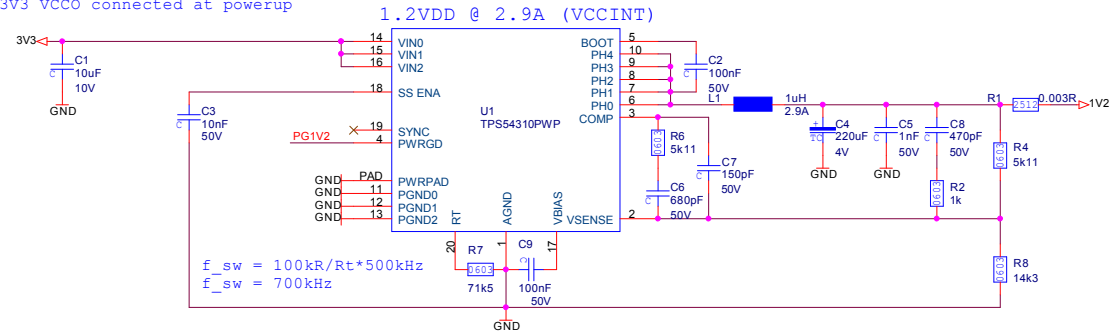 3V3 VCCO connected at powerup
1.2VDD @ 2.9A (VCCINT)
3V3
C1
10uF
10V
GND
C3
10nF
50V
PG1V2
14
15
16
18
19
4
PAD
11
12
13
GND
GND
GND
GND
VIN0
VIN1
VIN2
SS ENA
SYNC
PWRGD
PWRPAD
PGND0
PGND1
PGND2
U1
TPS54310PWP
BOOT
PH4
PH3
PH2
PH1
PH0
COMP
VSENSE
RT
AGND
VBIAS
5
10
9
8
7
6
3
2
20
1
17
C2
100nF
50V
L1
1uH
2.9A
R6
0603
5k11
C6
680pF
50V
C7
150pF
50V
C4
220uF
4V
GND
C5
1nF
50V
GND
C8
470pF
50V
R2
0603
1k
R1
2512
0.003R
1V2
R4
0603
5k11
R8
0603
14k3
R7
0603
71k5
C9
100nF
50V
GND
f_sw = 100kR/Rt*500kHz
f_sw = 700kHz